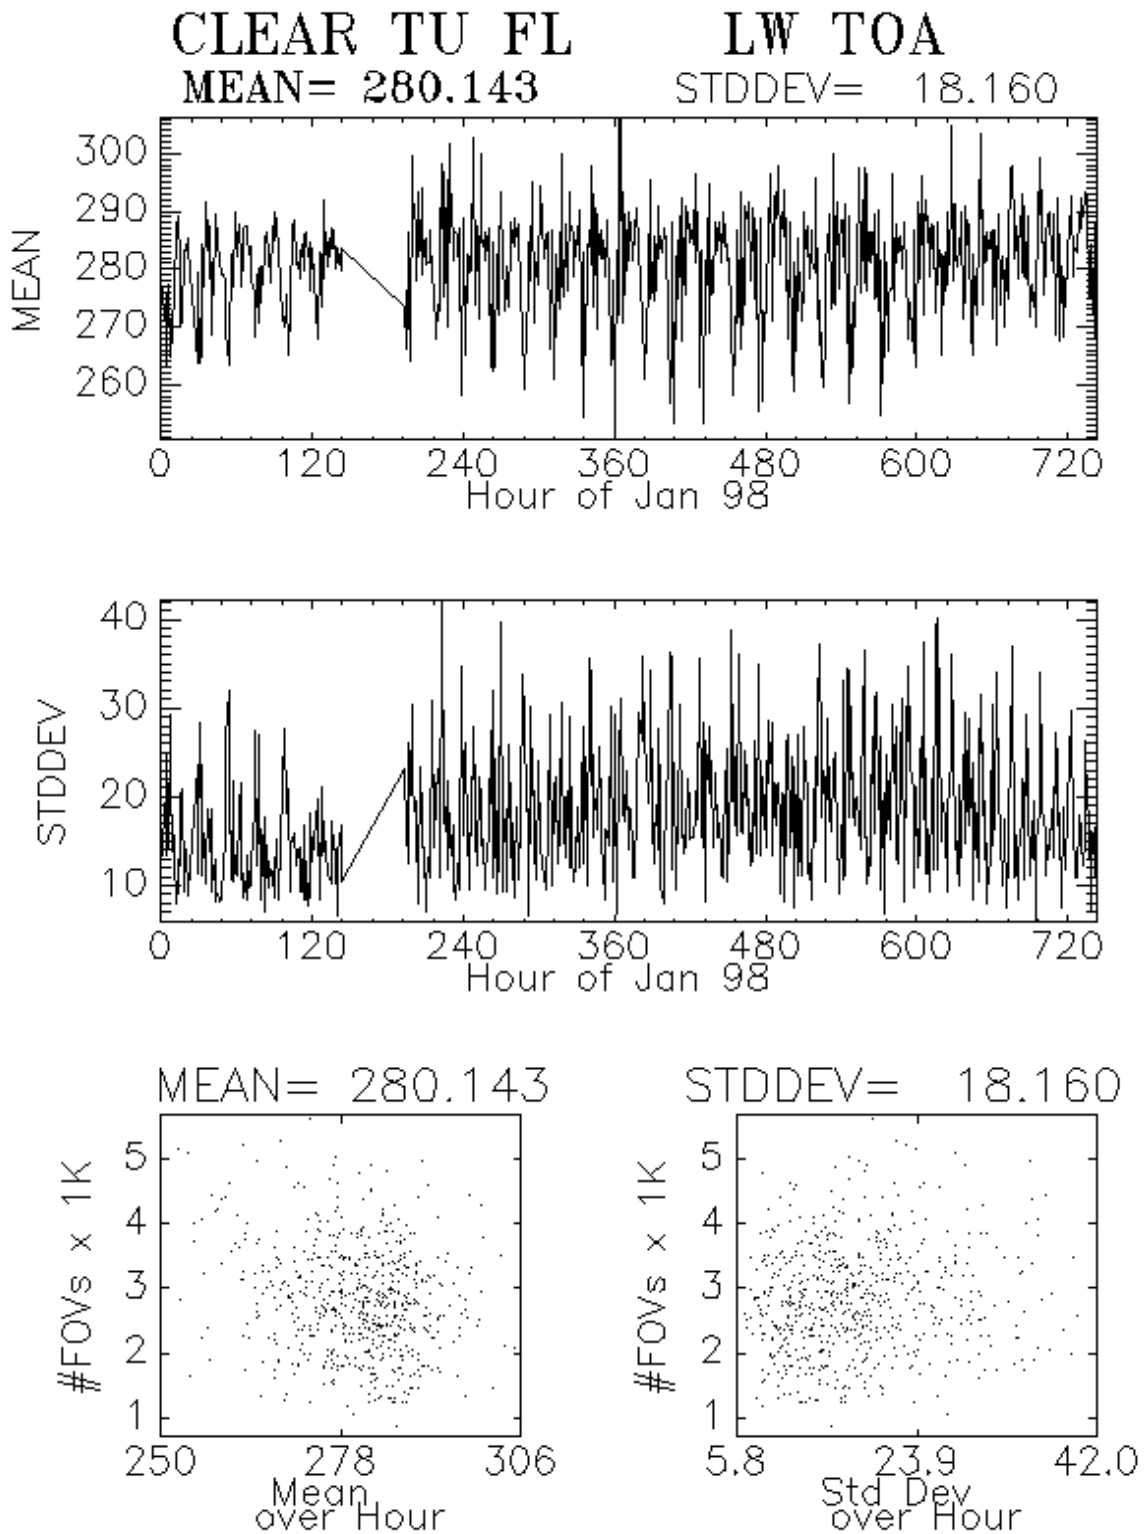 CLEAR TU FL LW TOA
MEAN= 280.143 STDDEV= 18.160
300
290
280
270
260
MEAN
0 120 240 360 480 600 720
Hour of Jan 98
40
30
20
10
STDDEV
0 120 240 360 480 600 720
Hour of Jan 98
MEAN= 280.143 STDDEV= 18.160
5
4
3
2
1
#FOVs x 1K
250 278 306
Mean
over Hour
5
4
3
2
1
#FOVs x 1K
5.8 23.9 42.0
Std Dev
over Hour